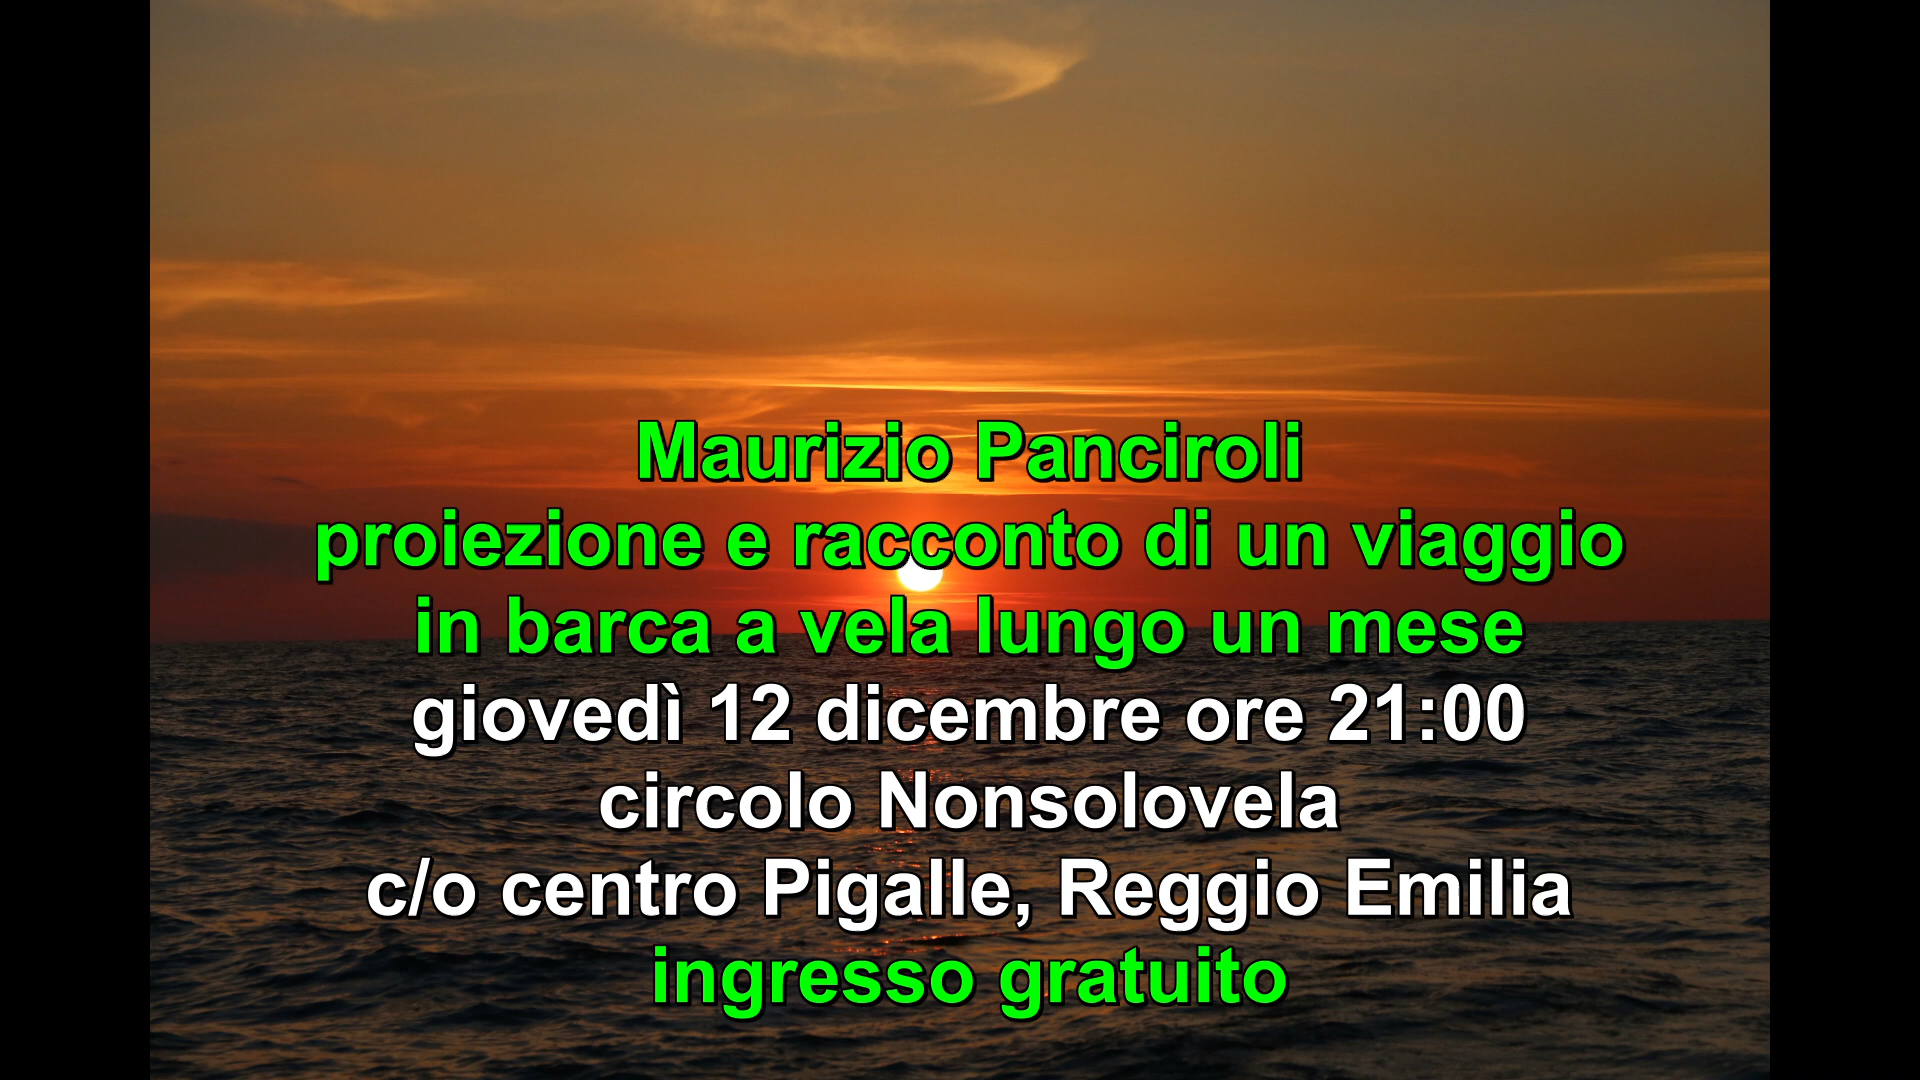 Maurizio Panciroli
proiezione e racconto di un viaggio
in barca a vela lungo un mese
giovedì 12 dicembre ore 21:00
circolo Nonsolovela
c/o centro Pigalle, Reggio Emilia
ingresso gratuito